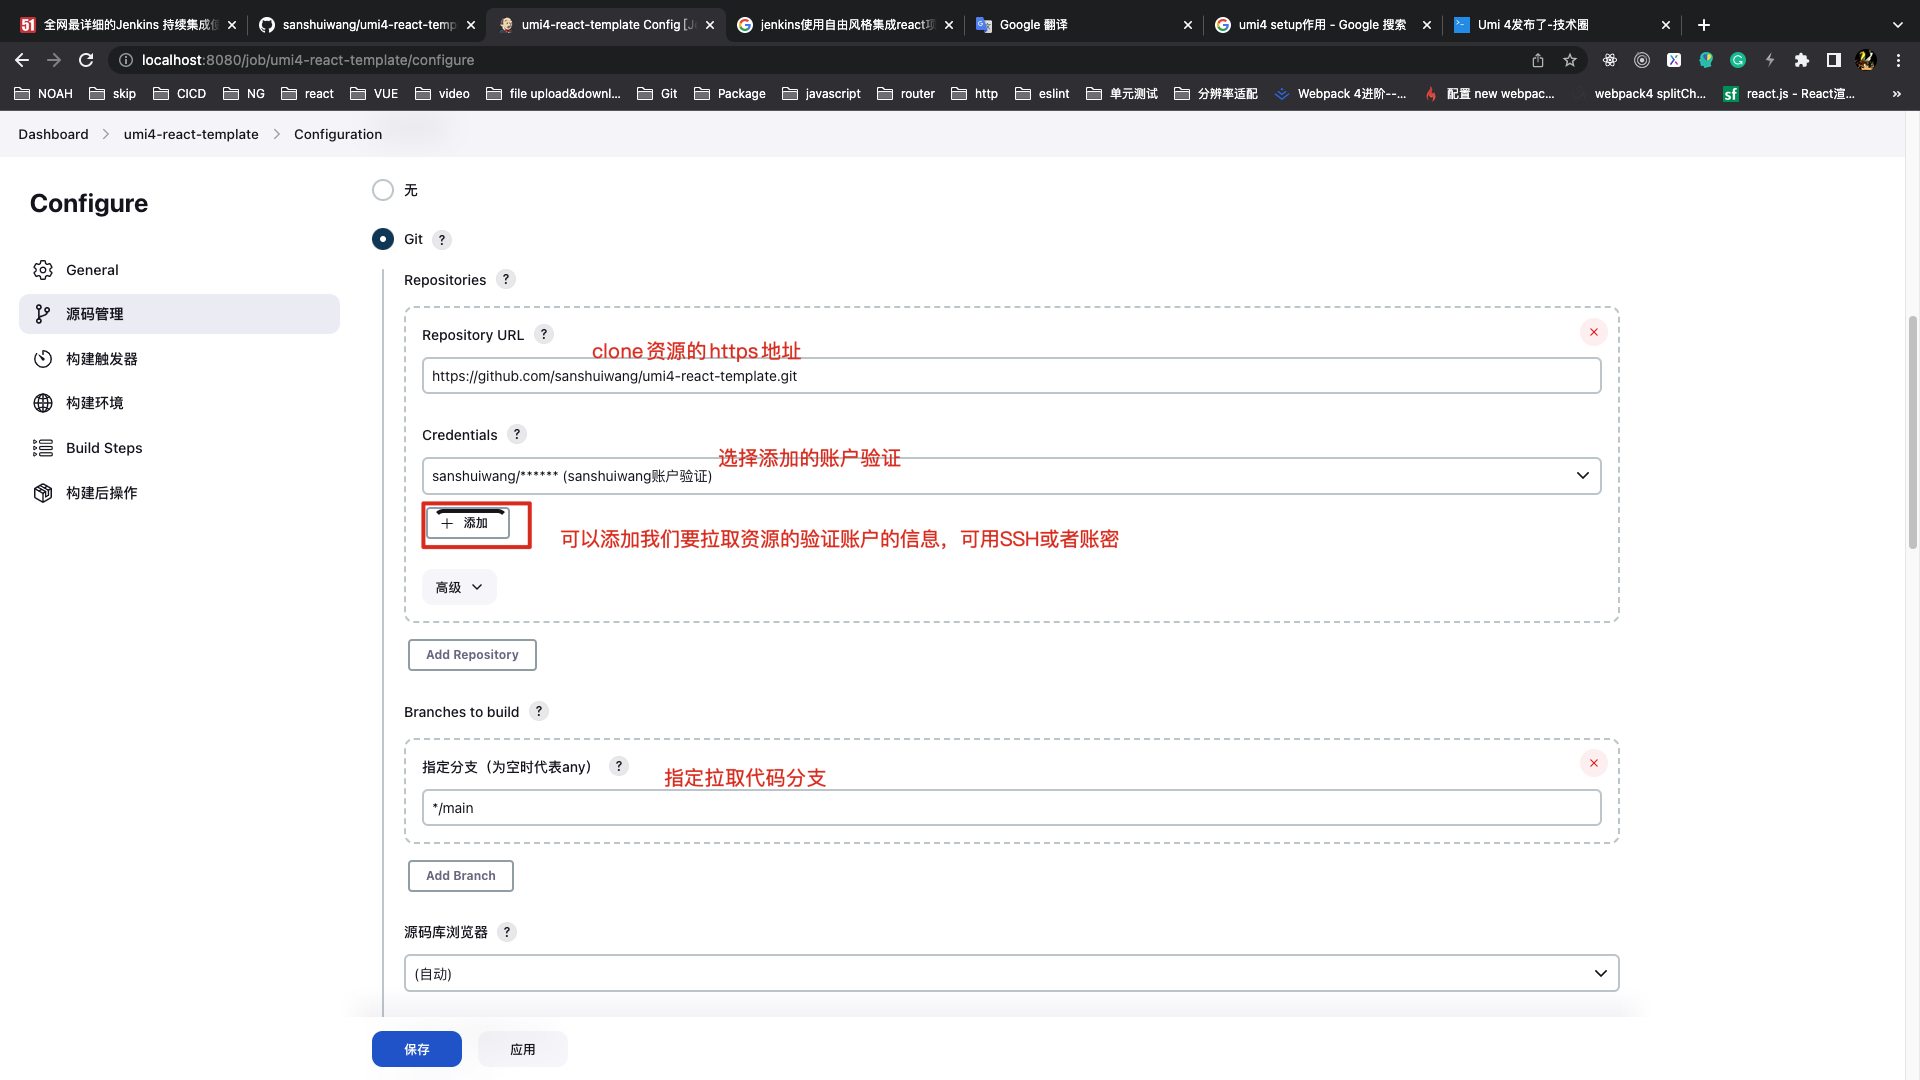 全网最详细的Jenkins 持续集成
sanshuiwang/umi4-react-temp
umi4-react-template Config [Je
jenkins使用自由风格集成react项
Google 翻译
umi4 setup作用 - Google 搜索
Umi 4发布了-技术圈
localhost:8080/job/umi4-react-template/configure
NOAH
skip
CICD
NG
react
VUE
video
file upload&downl...
Git
Package
javascript
router
http
eslint
单元测试
分辨率适配
Webpack 4进阶--...
配置 new webpac...
webpack4 splitCh...
react.js - React渲...
Dashboard
umi4-react-template
Configuration
Configure
General
源码管理
构建触发器
构建环境
Build Steps
构建后操作
无
Git ?
Repositories ?
Repository URL ?
clone资源的https地址
https://github.com/sanshuiwang/umi4-react-template.git
Credentials ?
选择添加的账户验证
sanshuiwang/****** (sanshuiwang账户验证)
添加
可以添加我们要拉取资源的验证账户的信息，可用SSH或者账密
高级
Add Repository
Branches to build ?
指定分支（为空时代表any） ?
指定拉取代码分支
*/main
Add Branch
源码库浏览器 ?
(自动)
保存
应用